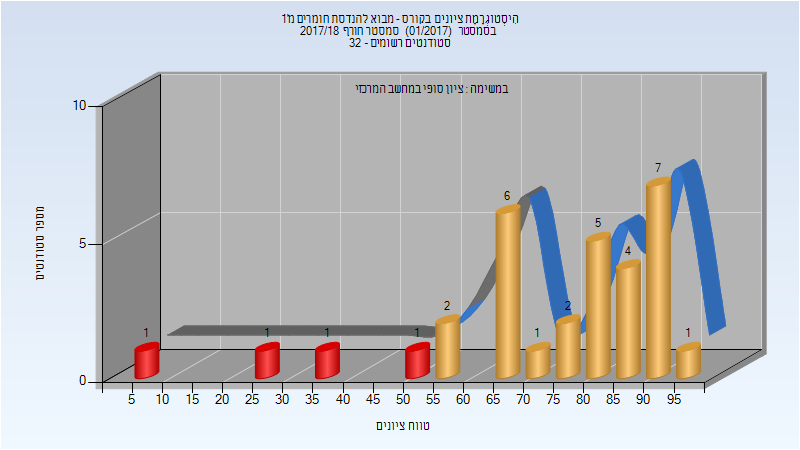 היסטוגרמת ציונים בקורס - מבוא להנדסת חומרים מ'1
בסמסטר (01/2017) סמסטר חורף 2017/18
סטודנטים רשומים - 32
במשימה : ציון סופי במחשב המרכזי
מספר סטודנטים
10
5
0
1
1
1
1
2
6
1
2
5
4
7
1
5 10 15 20 25 30 35 40 45 50 55 60 65 70 75 80 85 90 95
טווח ציונים